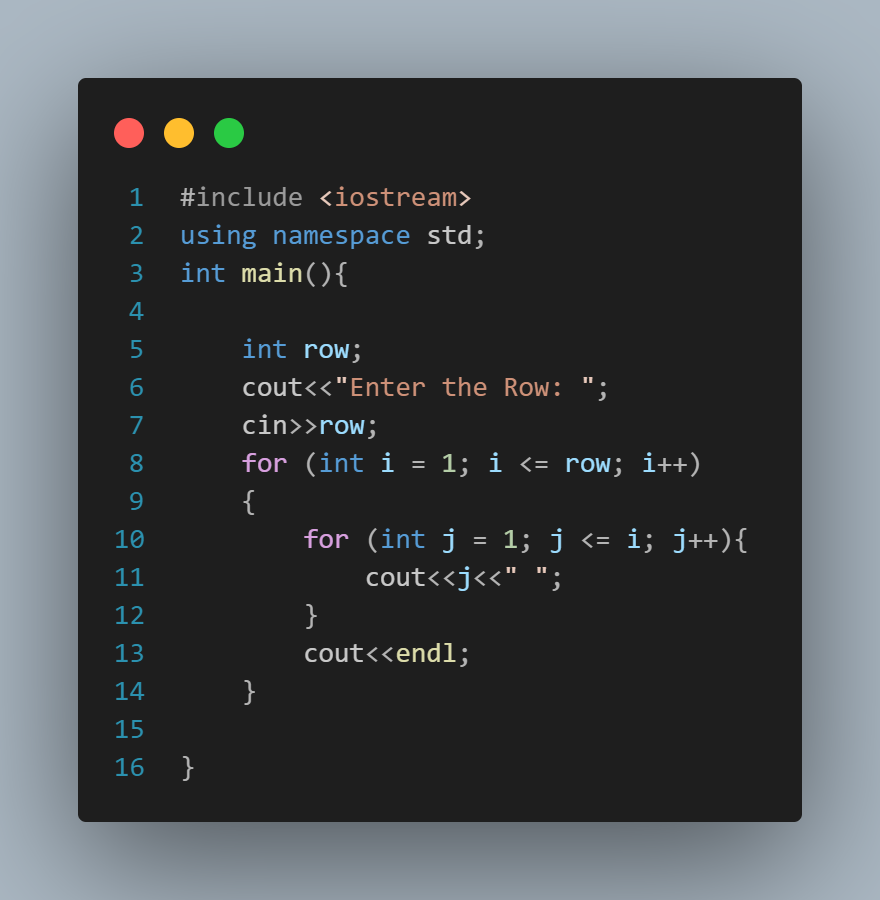 1 #include <iostream>
2 using namespace std;
3 int main(){
4
5     int row;
6     cout<<"Enter the Row: ";
7     cin>>row;
8     for (int i = 1; i <= row; i++)
9     {
10         for (int j = 1; j <= i; j++){
11             cout<<j<<" ";
12         }
13         cout<<endl;
14     }
15
16 }